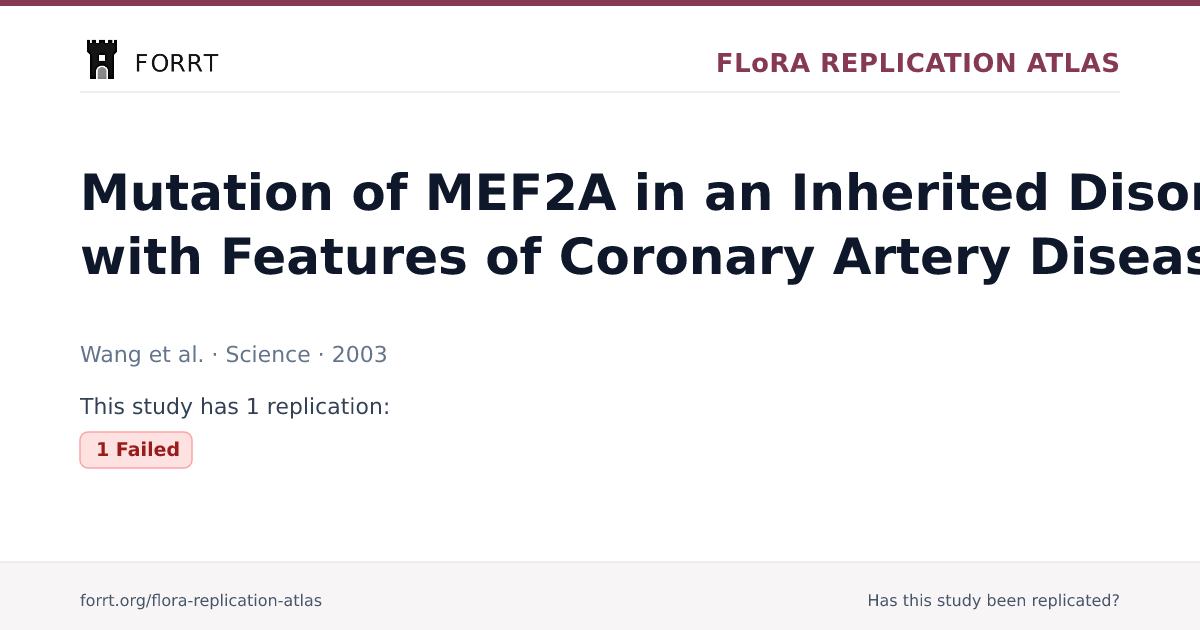 FORRT
FLoRA REPLICATION ATLAS
Mutation of MEF2A in an Inherited Disor
with Features of Coronary Artery Diseas
Wang et al. · Science · 2003
This study has 1 replication:
1 Failed
forrt.org/flora-replication-atlas
Has this study been replicated?